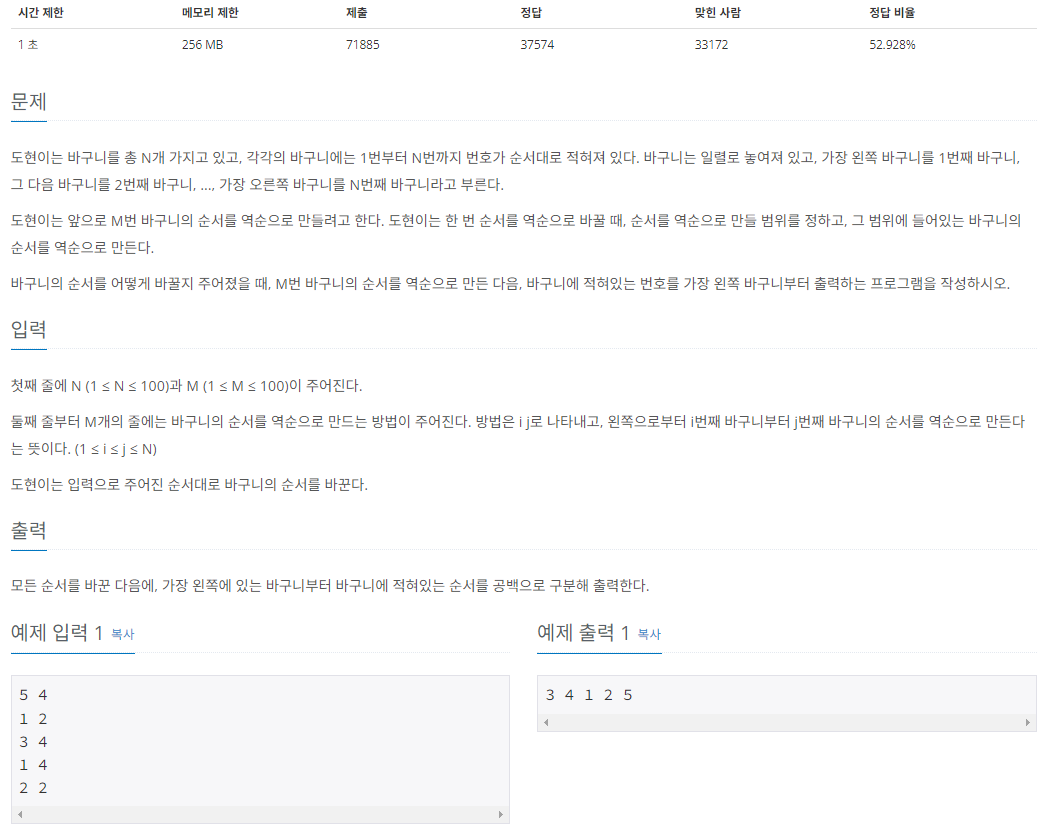 시간 제한 메모리 제한 제출 정답 맞힌 사람 정답 비율
1 초 256 MB 71885 37574 33172 52.928%
문제
도현이는 바구니를 총 N개 가지고 있고, 각각의 바구니에는 1번부터 N번까지 번호가 순서대로 적혀져 있다. 바구니는 일렬로 놓여져 있고, 가장 왼쪽 바구니를 1번째 바구니,
그 다음 바구니를 2번째 바구니, ..., 가장 오른쪽 바구니를 N번째 바구니라고 부른다.
도현이는 앞으로 M번 바구니의 순서를 역순으로 만들려고 한다. 도현이는 한 번 순서를 역순으로 바꿀 때, 순서를 역순으로 만들 범위를 정하고, 그 범위에 들어있는 바구니의
순서를 역순으로 만든다.
바구니의 순서를 어떻게 바꿀지 주어졌을 때, M번 바구니의 순서를 역순으로 만든 다음, 바구니에 적혀있는 번호를 가장 왼쪽 바구니부터 출력하는 프로그램을 작성하시오.
입력
첫째 줄에 N (1 ≤ N ≤ 100)과 M (1 ≤ M ≤ 100)이 주어진다.
둘째 줄부터 M개의 줄에는 바구니의 순서를 역순으로 만드는 방법이 주어진다. 방법은 i j로 나타내고, 왼쪽으로부터 i번째 바구니부터 j번째 바구니의 순서를 역순으로 만든다
는 뜻이다. (1 ≤ i ≤ j ≤ N)
도현이는 입력으로 주어진 순서대로 바구니의 순서를 바꾼다.
출력
모든 순서를 바꾼 다음에, 가장 왼쪽에 있는 바구니부터 바구니에 적혀있는 순서를 공백으로 구분해 출력한다.
예제 입력 1 복사
5 4
1 2
3 4
1 4
2 2
예제 출력 1 복사
3 4 1 2 5